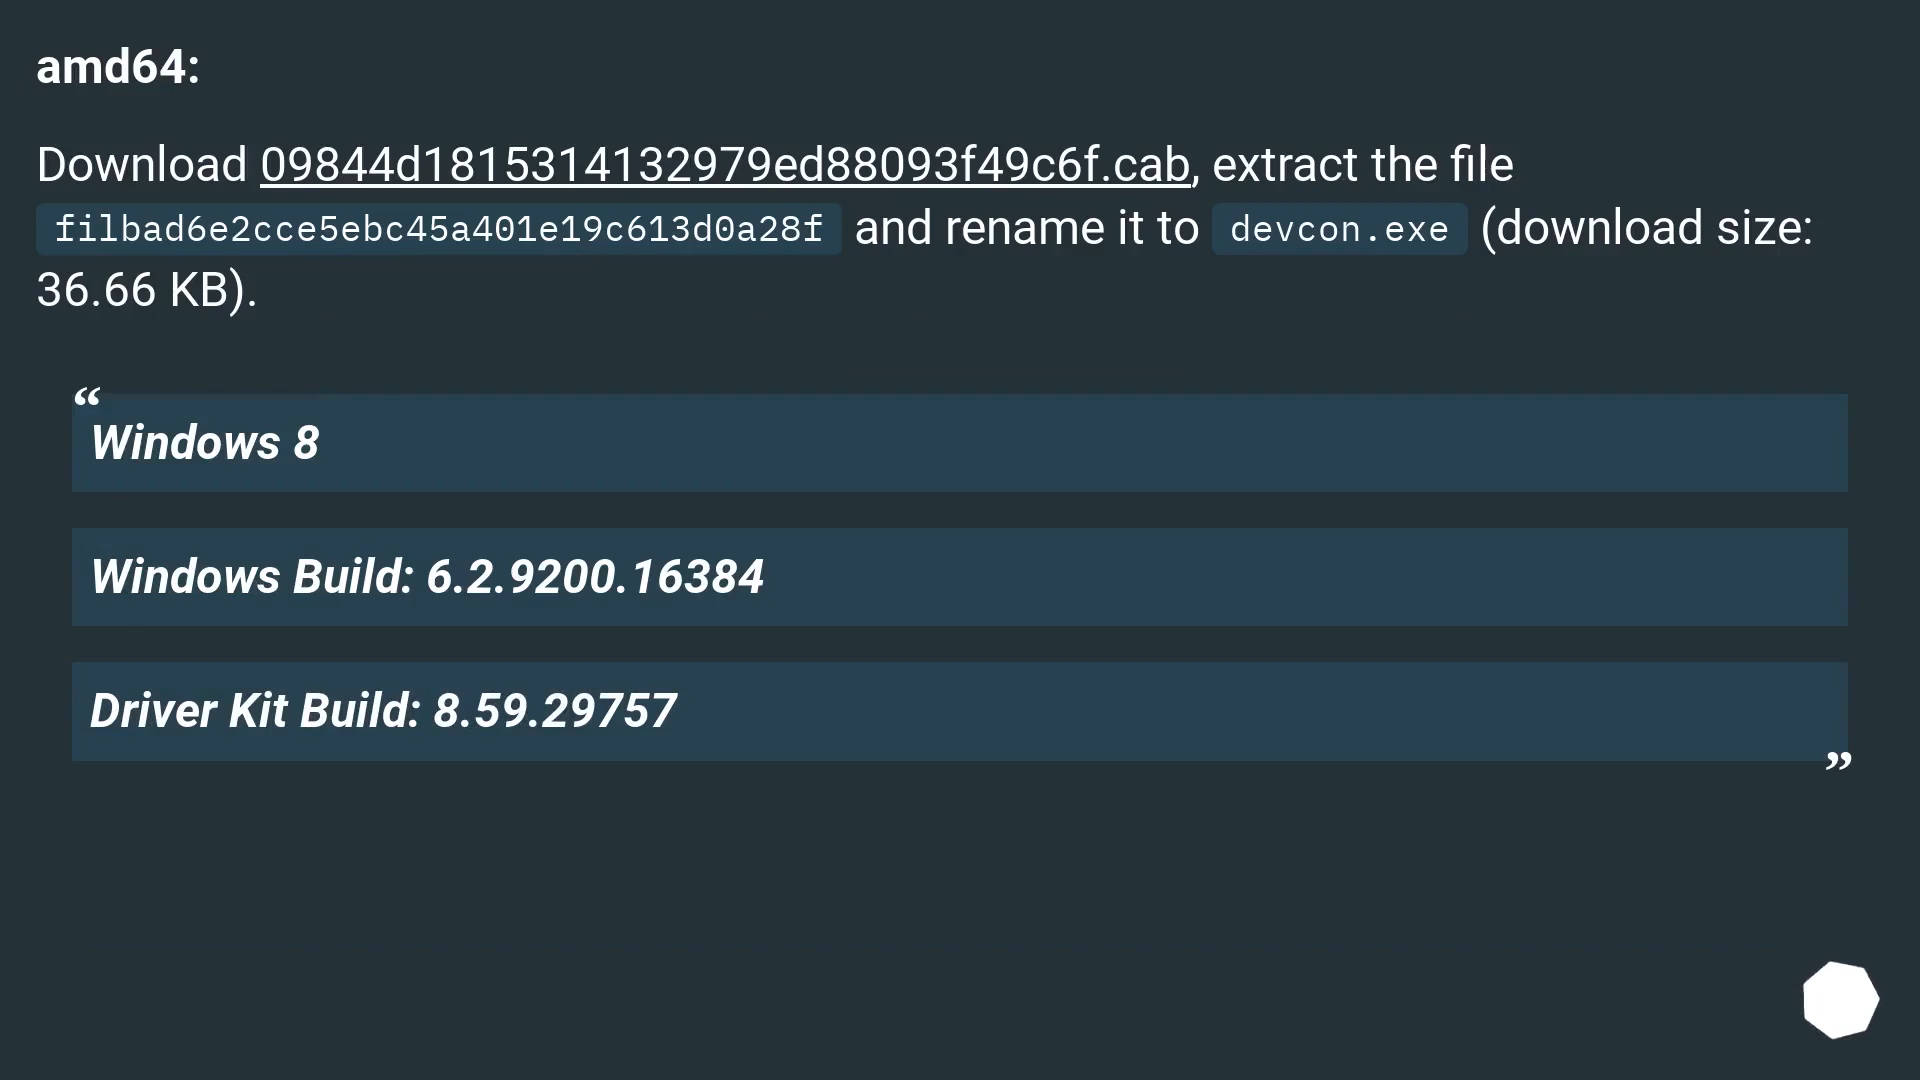 amd64:
Download 09844d1815314132979ed88093f49c6f.cab, extract the file
filbad6e2cce5ebc45a401e19c613d0a28f and rename it to devcon.exe (download size:
36.66 KB).
“
Windows 8
Windows Build: 6.2.9200.16384
Driver Kit Build: 8.59.29757
”